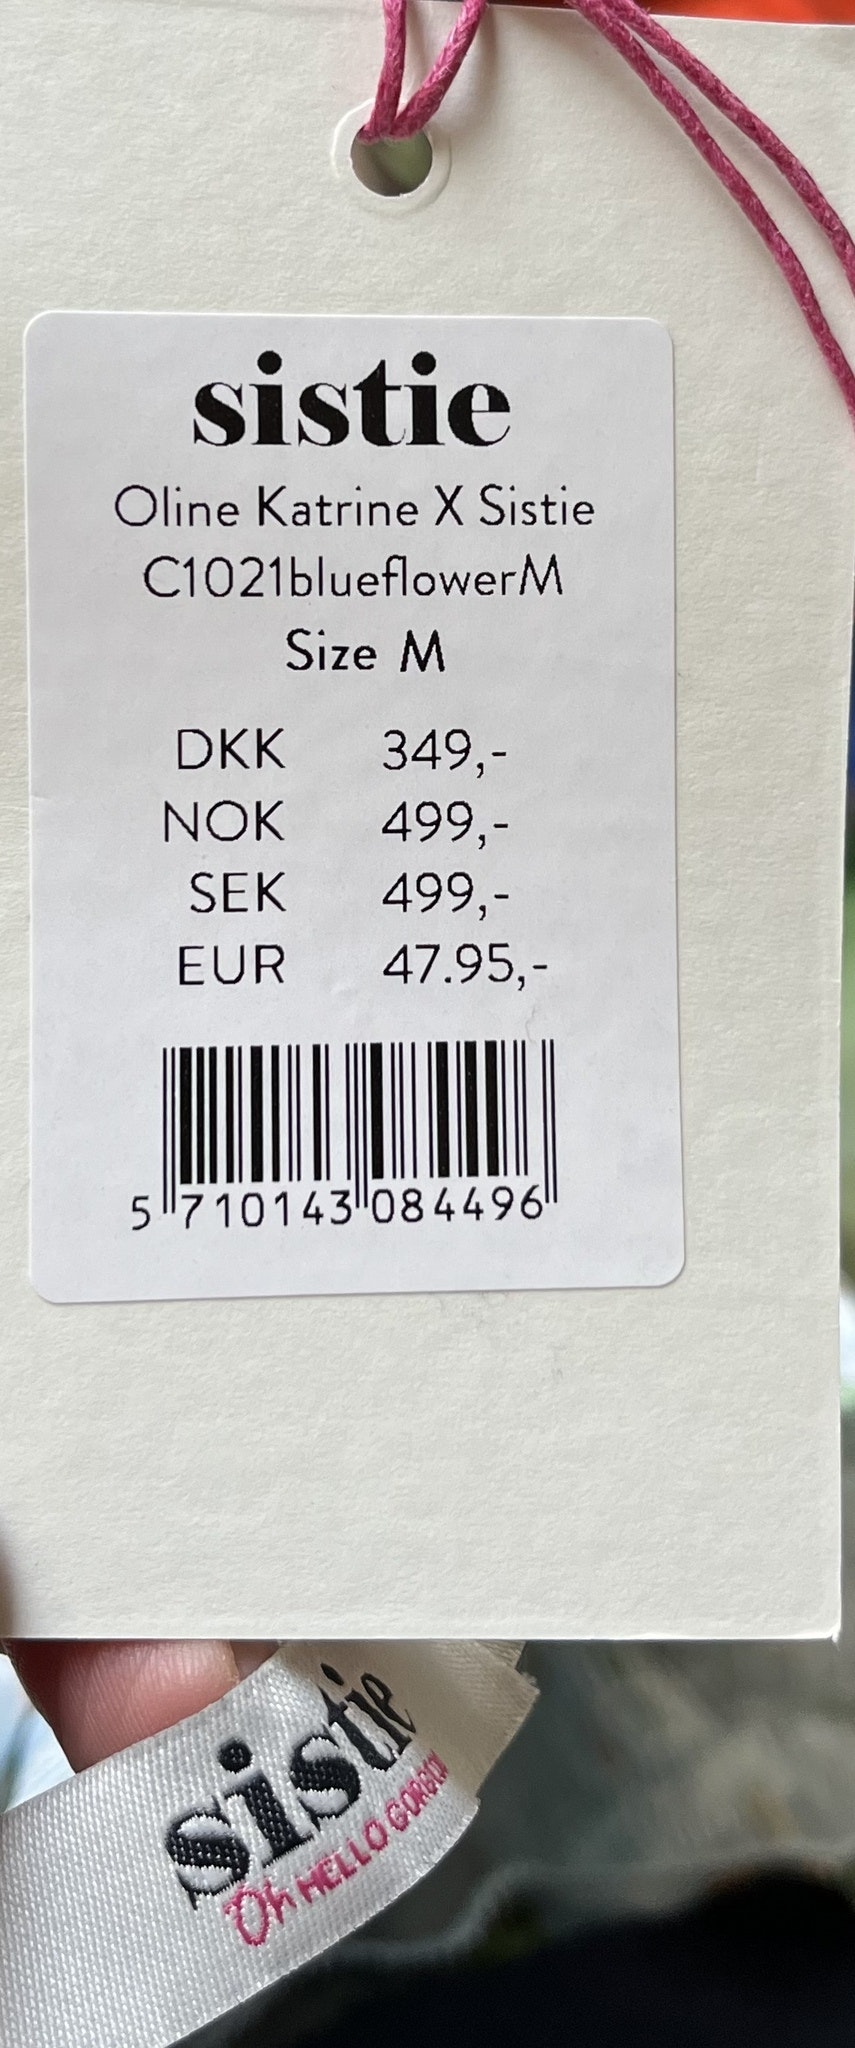 sistie
Oline Katrine X Sistie
C1021blueflowerM
Size M
DKK 349,-
NOK 499,-
SEK 499,-
EUR 47.95,-
5 710143 084496
sistie
Oh HELLO